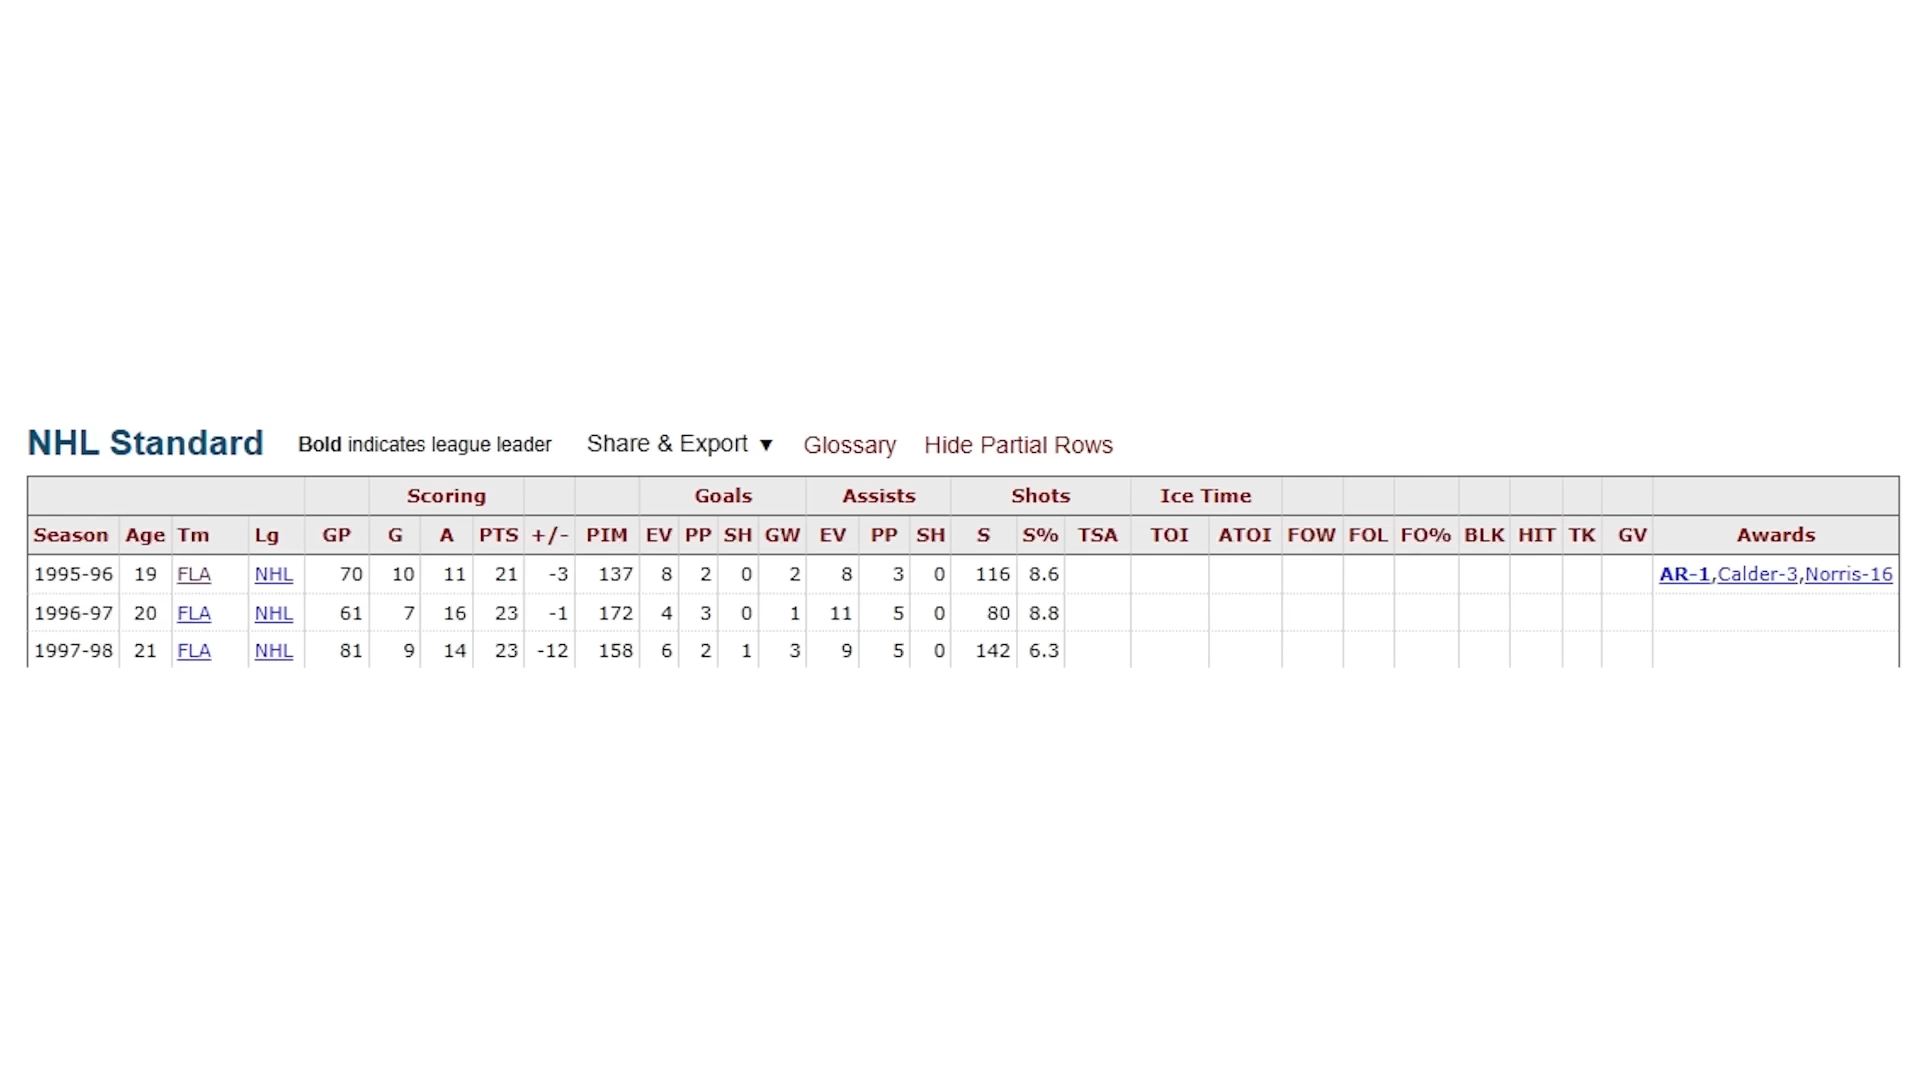 NHL Standard Bold indicates league leader Share & Export ▼ Glossary Hide Partial Rows
Scoring Goals Assists Shots Ice Time
Season Age Tm Lg GP G A PTS +/- PIM EV PP SH GW EV PP SH S S% TSA TOI ATOI FOW FOL FO% BLK HIT TK GV Awards
1995-96 19 FLA NHL 70 10 11 21 -3 137 8 2 0 2 8 3 0 116 8.6 AR-1,Calder-3,Norris-16
1996-97 20 FLA NHL 61 7 16 23 -1 172 4 3 0 1 11 5 0 80 8.8
1997-98 21 FLA NHL 81 9 14 23 -12 158 6 2 1 3 9 5 0 142 6.3